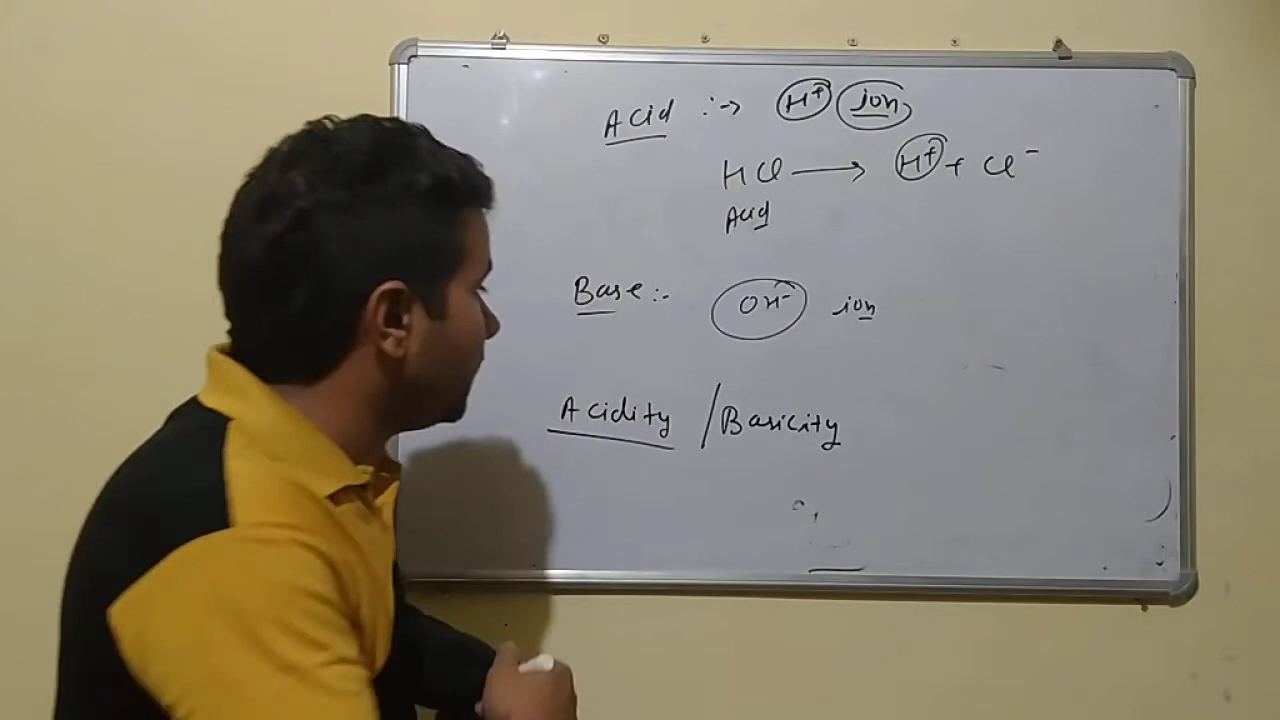 Acid :→ H+ ion
HCl → H+ + Cl-
Acid
Base :- OH- ion
Acidity / Basicity